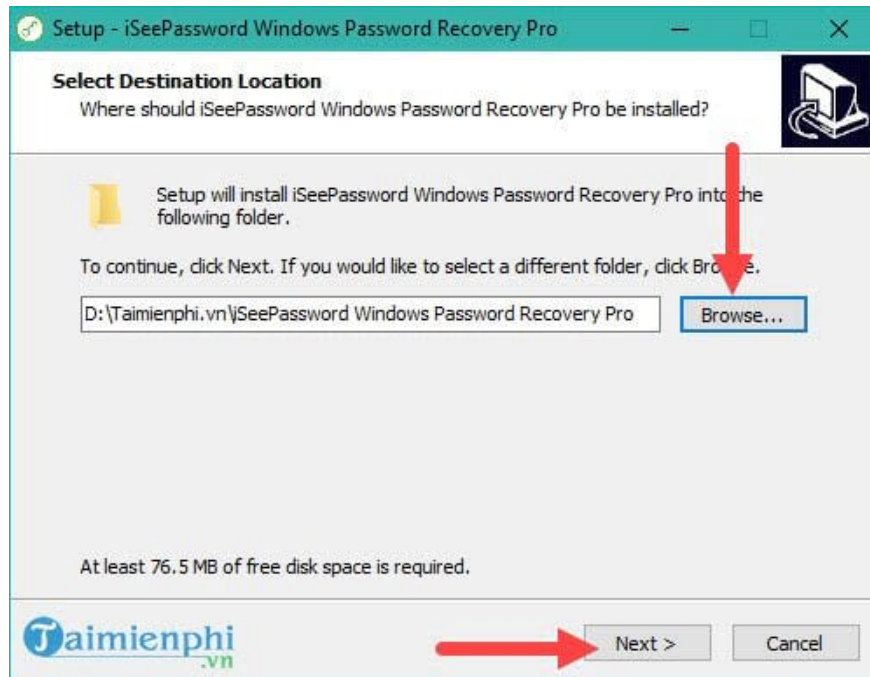 Setup - iSeePassword Windows Password Recovery Pro
Select Destination Location
Where should iSeePassword Windows Password Recovery Pro be installed?
Setup will install iSeePassword Windows Password Recovery Pro into the
following folder.
To continue, click Next. If you would like to select a different folder, click Browse.
D:\Taimienphi.vn\iSeePassword Windows Password Recovery Pro
Browse...
At least 76.5 MB of free disk space is required.
Taimienphi
.vn
Next >
Cancel